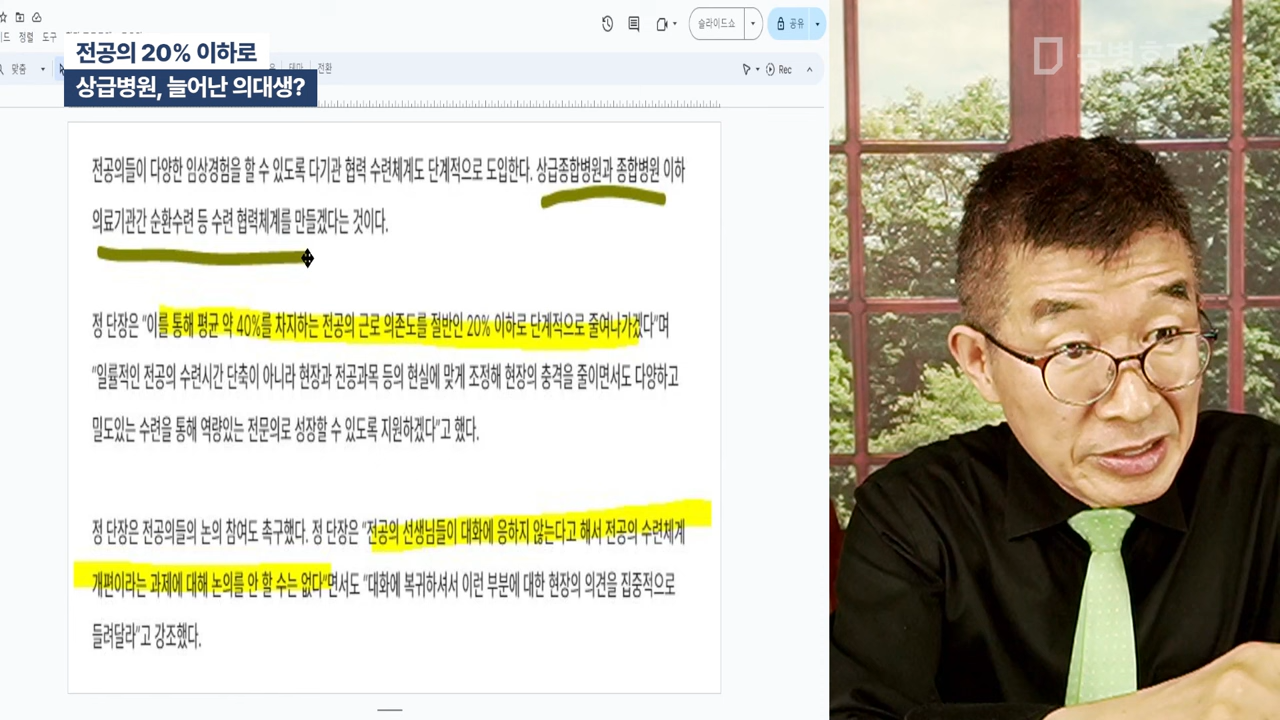 전공의 20% 이하로
상급병원, 늘어난 의대생?
정렬 도구
슬라이드쇼
공유
맞춤
전환
Rec
공병호TV
전공의들이 다양한 임상경험을 할 수 있도록 다기관 협력 수련체계도 단계적으로 도입한다. 상급종합병원과 종합병원 이하
의료기관간 순환수련 등 수련 협력체계를 만들겠다는 것이다.
정 단장은 “이를 통해 평균 약 40%를 차지하는 전공의 근로 의존도를 절반인 20% 이하로 단계적으로 줄여나가겠다”며
“일률적인 전공의 수련시간 단축이 아니라 현장과 전공과목 등의 현실에 맞게 조정해 현장의 충격을 줄이면서도 다양하고
밀도있는 수련을 통해 역량있는 전문의로 성장할 수 있도록 지원하겠다”고 했다.
정 단장은 전공의들의 논의 참여도 촉구했다. 정 단장은 “전공의 선생님들이 대화에 응하지 않는다고 해서 전공의 수련체계
개편이라는 과제에 대해 논의를 안 할 수는 없다”면서도 “대화에 복귀하셔서 이런 부분에 대한 현장의 의견을 집중적으로
들려달라”고 강조했다.